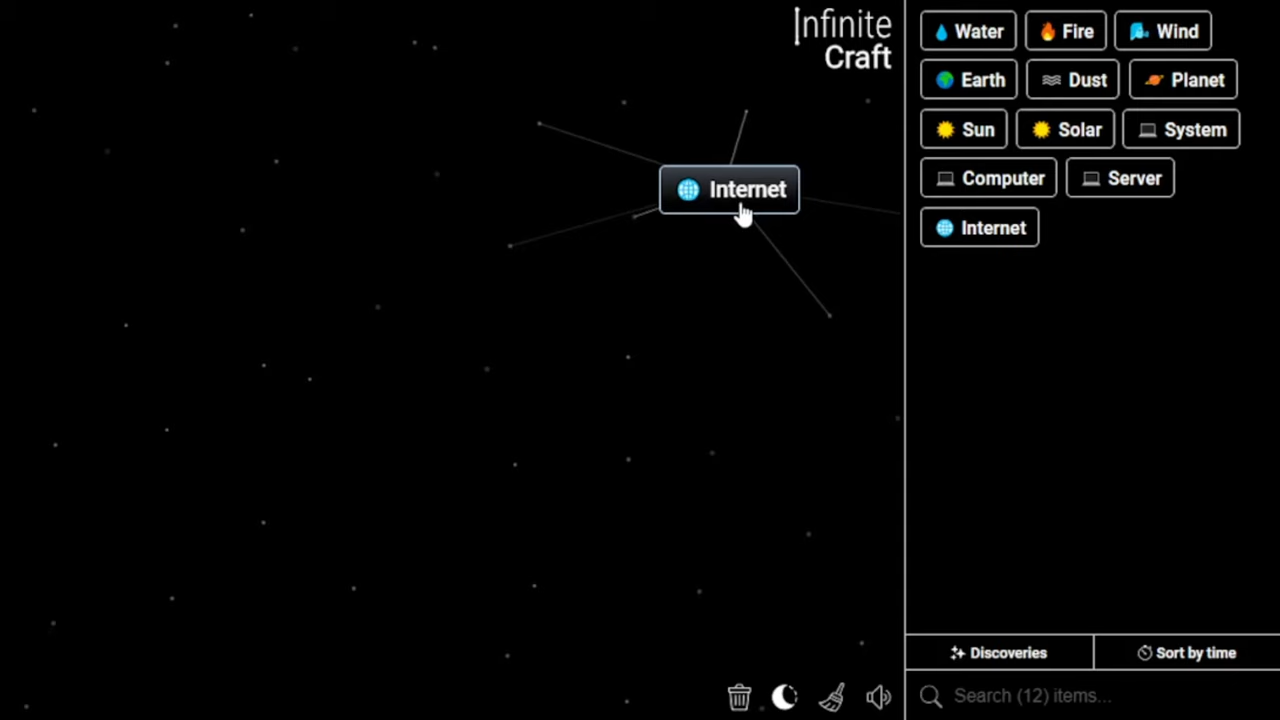 Infinite
Craft
Internet
Water Fire Wind
Earth Dust Planet
Sun Solar System
Computer Server
Internet
Discoveries Sort by time
Search (12) items...